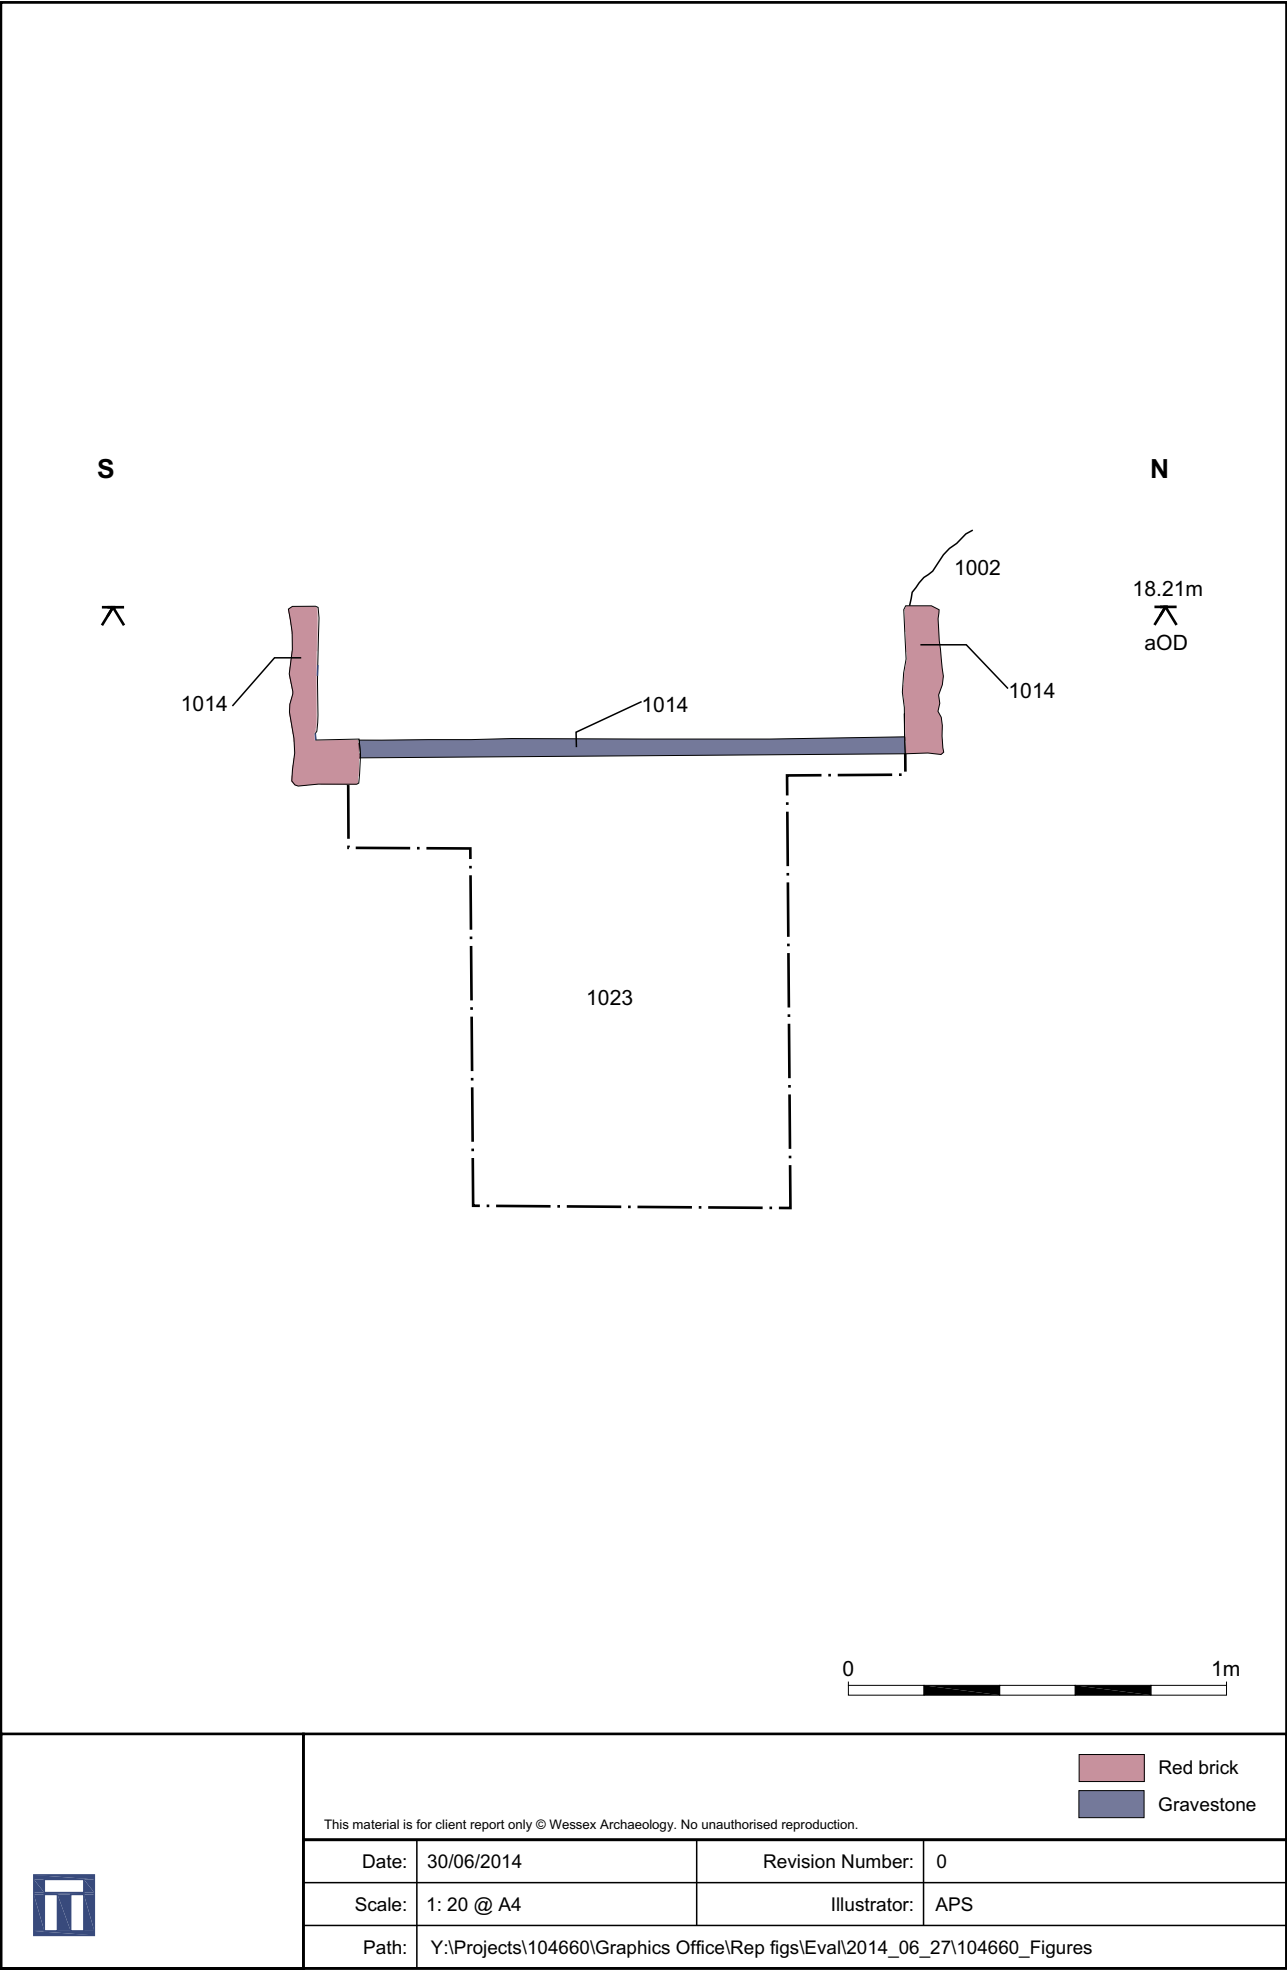 S
N
1002
18.21m
aOD
1014
1014
1014
1023
0 1m
Red brick
Gravestone
This material is for client report only © Wessex Archaeology. No unauthorised reproduction.
Date: 30/06/2014 Revision Number: 0
Scale: 1: 20 @ A4 Illustrator: APS
Path: Y:\Projects\104660\Graphics Office\Rep figs\Eval\2014_06_27\104660_Figures